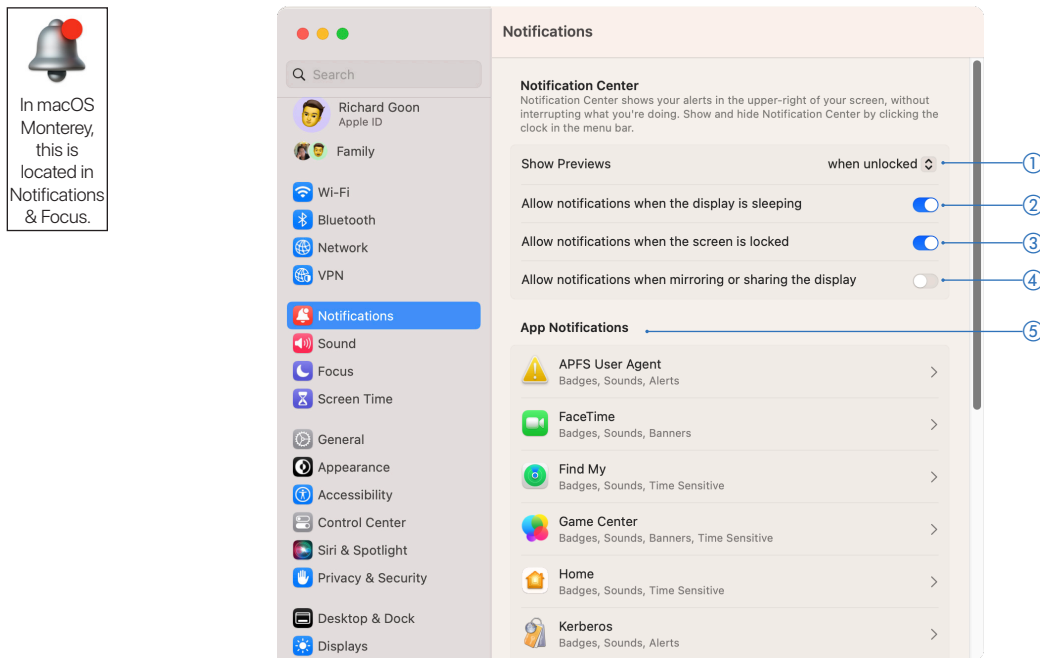 In macOS
Monterey,
this is
located in
Notifications
& Focus.
Search
Richard Goon
Apple ID
Family
Wi-Fi
Bluetooth
Network
VPN
Notifications
Sound
Focus
Screen Time
General
Appearance
Accessibility
Control Center
Siri & Spotlight
Privacy & Security
Desktop & Dock
Displays
Notifications
Notification Center
Notification Center shows your alerts in the upper-right of your screen, without
interrupting what you're doing. Show and hide Notification Center by clicking the
clock in the menu bar.
Show Previews when unlocked 1
Allow notifications when the display is sleeping 2
Allow notifications when the screen is locked 3
Allow notifications when mirroring or sharing the display 4
App Notifications 5
APFS User Agent
Badges, Sounds, Alerts
FaceTime
Badges, Sounds, Banners
Find My
Badges, Sounds, Time Sensitive
Game Center
Badges, Sounds, Banners, Time Sensitive
Home
Badges, Sounds, Time Sensitive
Kerberos
Badges, Sounds, Alerts